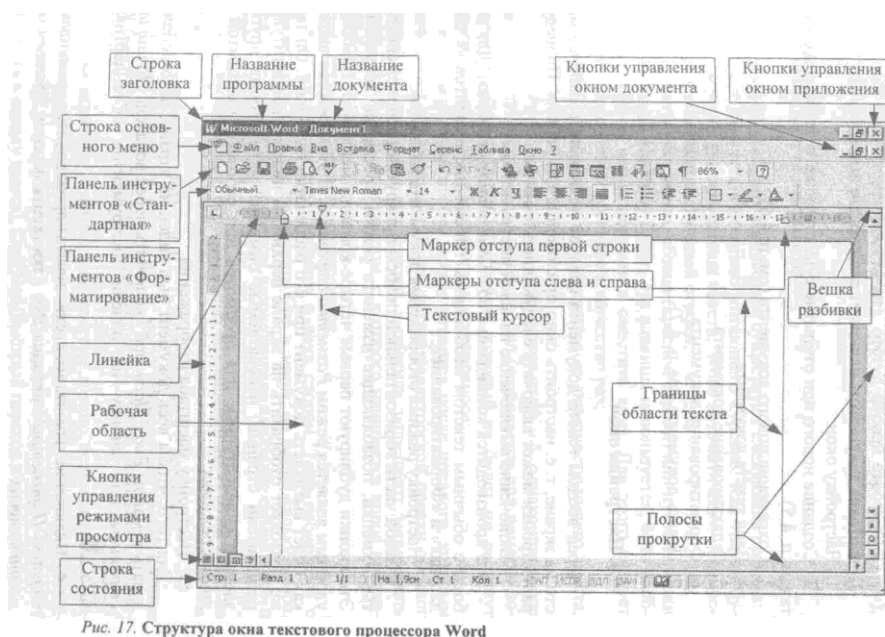 Строка
заголовка
Название
программы
Название
документа
Кнопки управления
окном документа
Кнопки управления
окном приложения
Строка основ-
ного меню
Панель инстру-
ментов «Стан-
дартная»
Панель инстру-
ментов «Фор-
матирование»
Линейка
Рабочая
область
Кнопки
управления
режимами
просмотра
Строка
состояния
Microsoft Word - Документ1
Файл Правка Вид Вставка Формат Сервис Таблица Окно ?
86%
Обычный Times New Roman 14 Ж К Ч
Маркер отступа первой строки
Маркеры отступа слева и справа
Текстовый курсор
Вешка
разбивки
Границы
области текста
Полосы
прокрутки
Стр. 1 Разд 1 1/1 На 1,9см Ст 1 Кол 1
Рис. 17. Структура окна текстового процессора Word